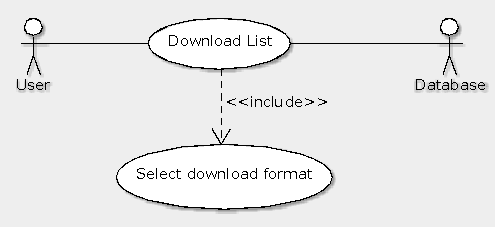 Download List
User
Database
<<include>>
Select download format